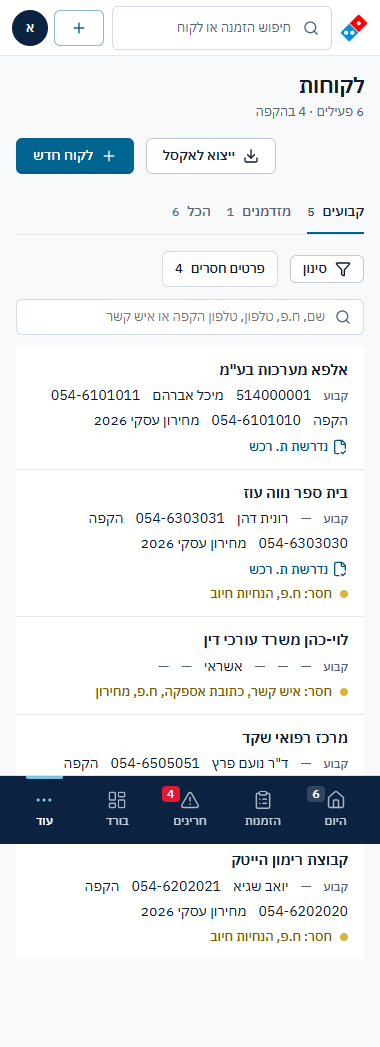 חיפוש הזמנה או לקוח
א
לקוחות
6 פעילים · 4 בהקפה
ייצוא לאקסל
לקוח חדש
קבועים 5 מזדמנים 1 הכל 6
סינון
פרטים חסרים 4
שם, ח.פ, טלפון, טלפון הקפה או איש קשר
אלפא מערכות בע"מ
קבוע 514000001 מיכל אברהם 054-6101011
הקפה 054-6101010 מחירון עסקי 2026
נדרשת ת. רכש
בית ספר נווה עוז
קבוע — רונית דהן 054-6303031 הקפה
054-6303030 מחירון עסקי 2026
נדרשת ת. רכש
חסר: ח.פ, הנחיות חיוב
לוי-כהן משרד עורכי דין
קבוע — — — — אשראי — —
חסר: איש קשר, כתובת אספקה, ח.פ, מחירון
מרכז רפואי שקד
קבוע — ד"ר נועם פרץ 054-6505051 הקפה
היום 6
הזמנות
חריגים 4
בורד
עוד
קבוצת רימון הייטק
קבוע — יואב שגיא 054-6202021 הקפה
054-6202020 מחירון עסקי 2026
חסר: ח.פ, הנחיות חיוב